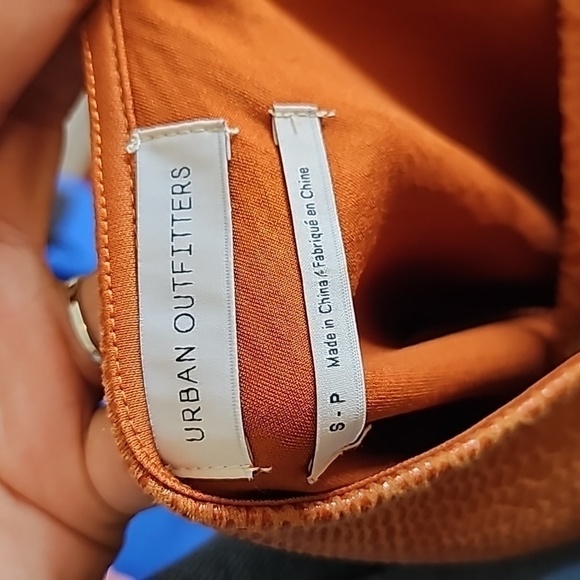 URBAN OUTFITTERS
S - P
Made in China / Fabriqué en Chine